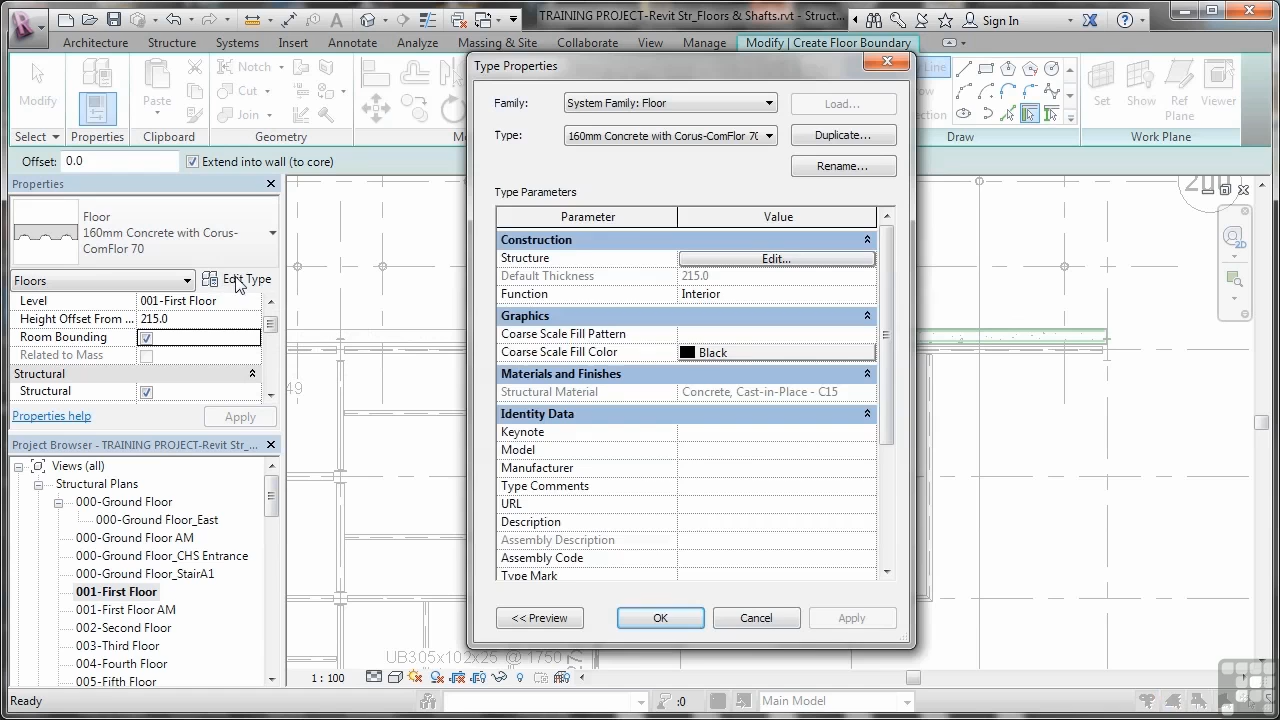 TRAINING PROJECT-Revit Str_Floors & Shafts.rvt - Struct...
Sign In
Architecture
Structure
Systems
Insert
Annotate
Analyze
Massing & Site
Collaborate
View
Manage
Modify | Create Floor Boundary
Modify
Paste
Notch
Cut
Join
Set
Show
Ref
Plane
Viewer
Select
Properties
Clipboard
Geometry
Draw
Work Plane
Offset:
0.0
Extend into wall (to core)
Properties
Floor
160mm Concrete with Corus-
ComFlor 70
Floors
Edit Type
Level
001-First Floor
Height Offset From ...
215.0
Room Bounding
Related to Mass
Structural
Structural
Properties help
Apply
Project Browser - TRAINING PROJECT-Revit Str_...
Views (all)
Structural Plans
000-Ground Floor
000-Ground Floor_East
000-Ground Floor AM
000-Ground Floor_CHS Entrance
000-Ground Floor_StairA1
001-First Floor
001-First Floor AM
002-Second Floor
003-Third Floor
004-Fourth Floor
005-Fifth Floor
Type Properties
Family:
System Family: Floor
Load...
Type:
160mm Concrete with Corus-ComFlor 70
Duplicate...
Rename...
Type Parameters
Parameter
Value
Construction
Structure
Edit...
Default Thickness
215.0
Function
Interior
Graphics
Coarse Scale Fill Pattern
Coarse Scale Fill Color
Black
Materials and Finishes
Structural Material
Concrete, Cast-in-Place - C15
Identity Data
Keynote
Model
Manufacturer
Type Comments
URL
Description
Assembly Description
Assembly Code
Type Mark
<< Preview
OK
Cancel
Apply
UB305x102x25 @ 1750
1 : 100
Ready
:0
Main Model